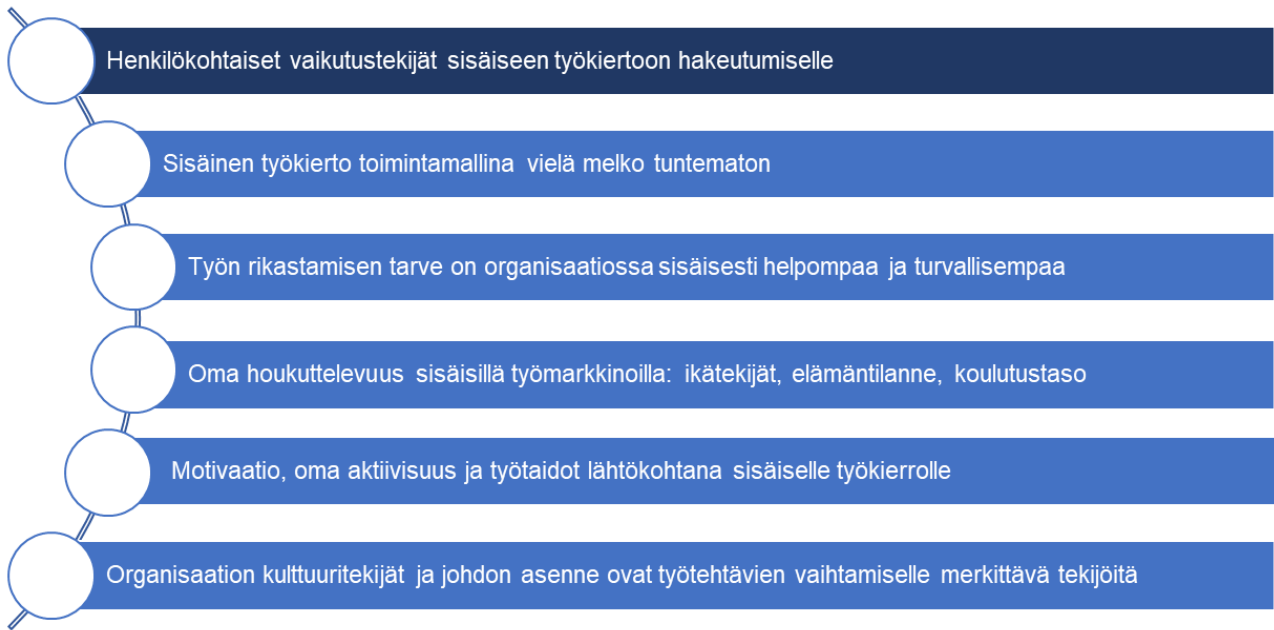 Henkilökohtaiset vaikutustekijät sisäiseen työkiertoon hakeutumiselle
Sisäinen työkierto toimintamallina vielä melko tuntematon
Työn rikastamisen tarve on organisaatiossa sisäisesti helpompaa ja turvallisempaa
Oma houkuttelevuus sisäisillä työmarkkinoilla: ikätekijät, elämäntilanne, koulutustaso
Motivaatio, oma aktiivisuus ja työtaidot lähtökohtana sisäiselle työkierrolle
Organisaation kulttuuritekijät ja johdon asenne ovat työtehtävien vaihtamiselle merkittävä tekijöitä